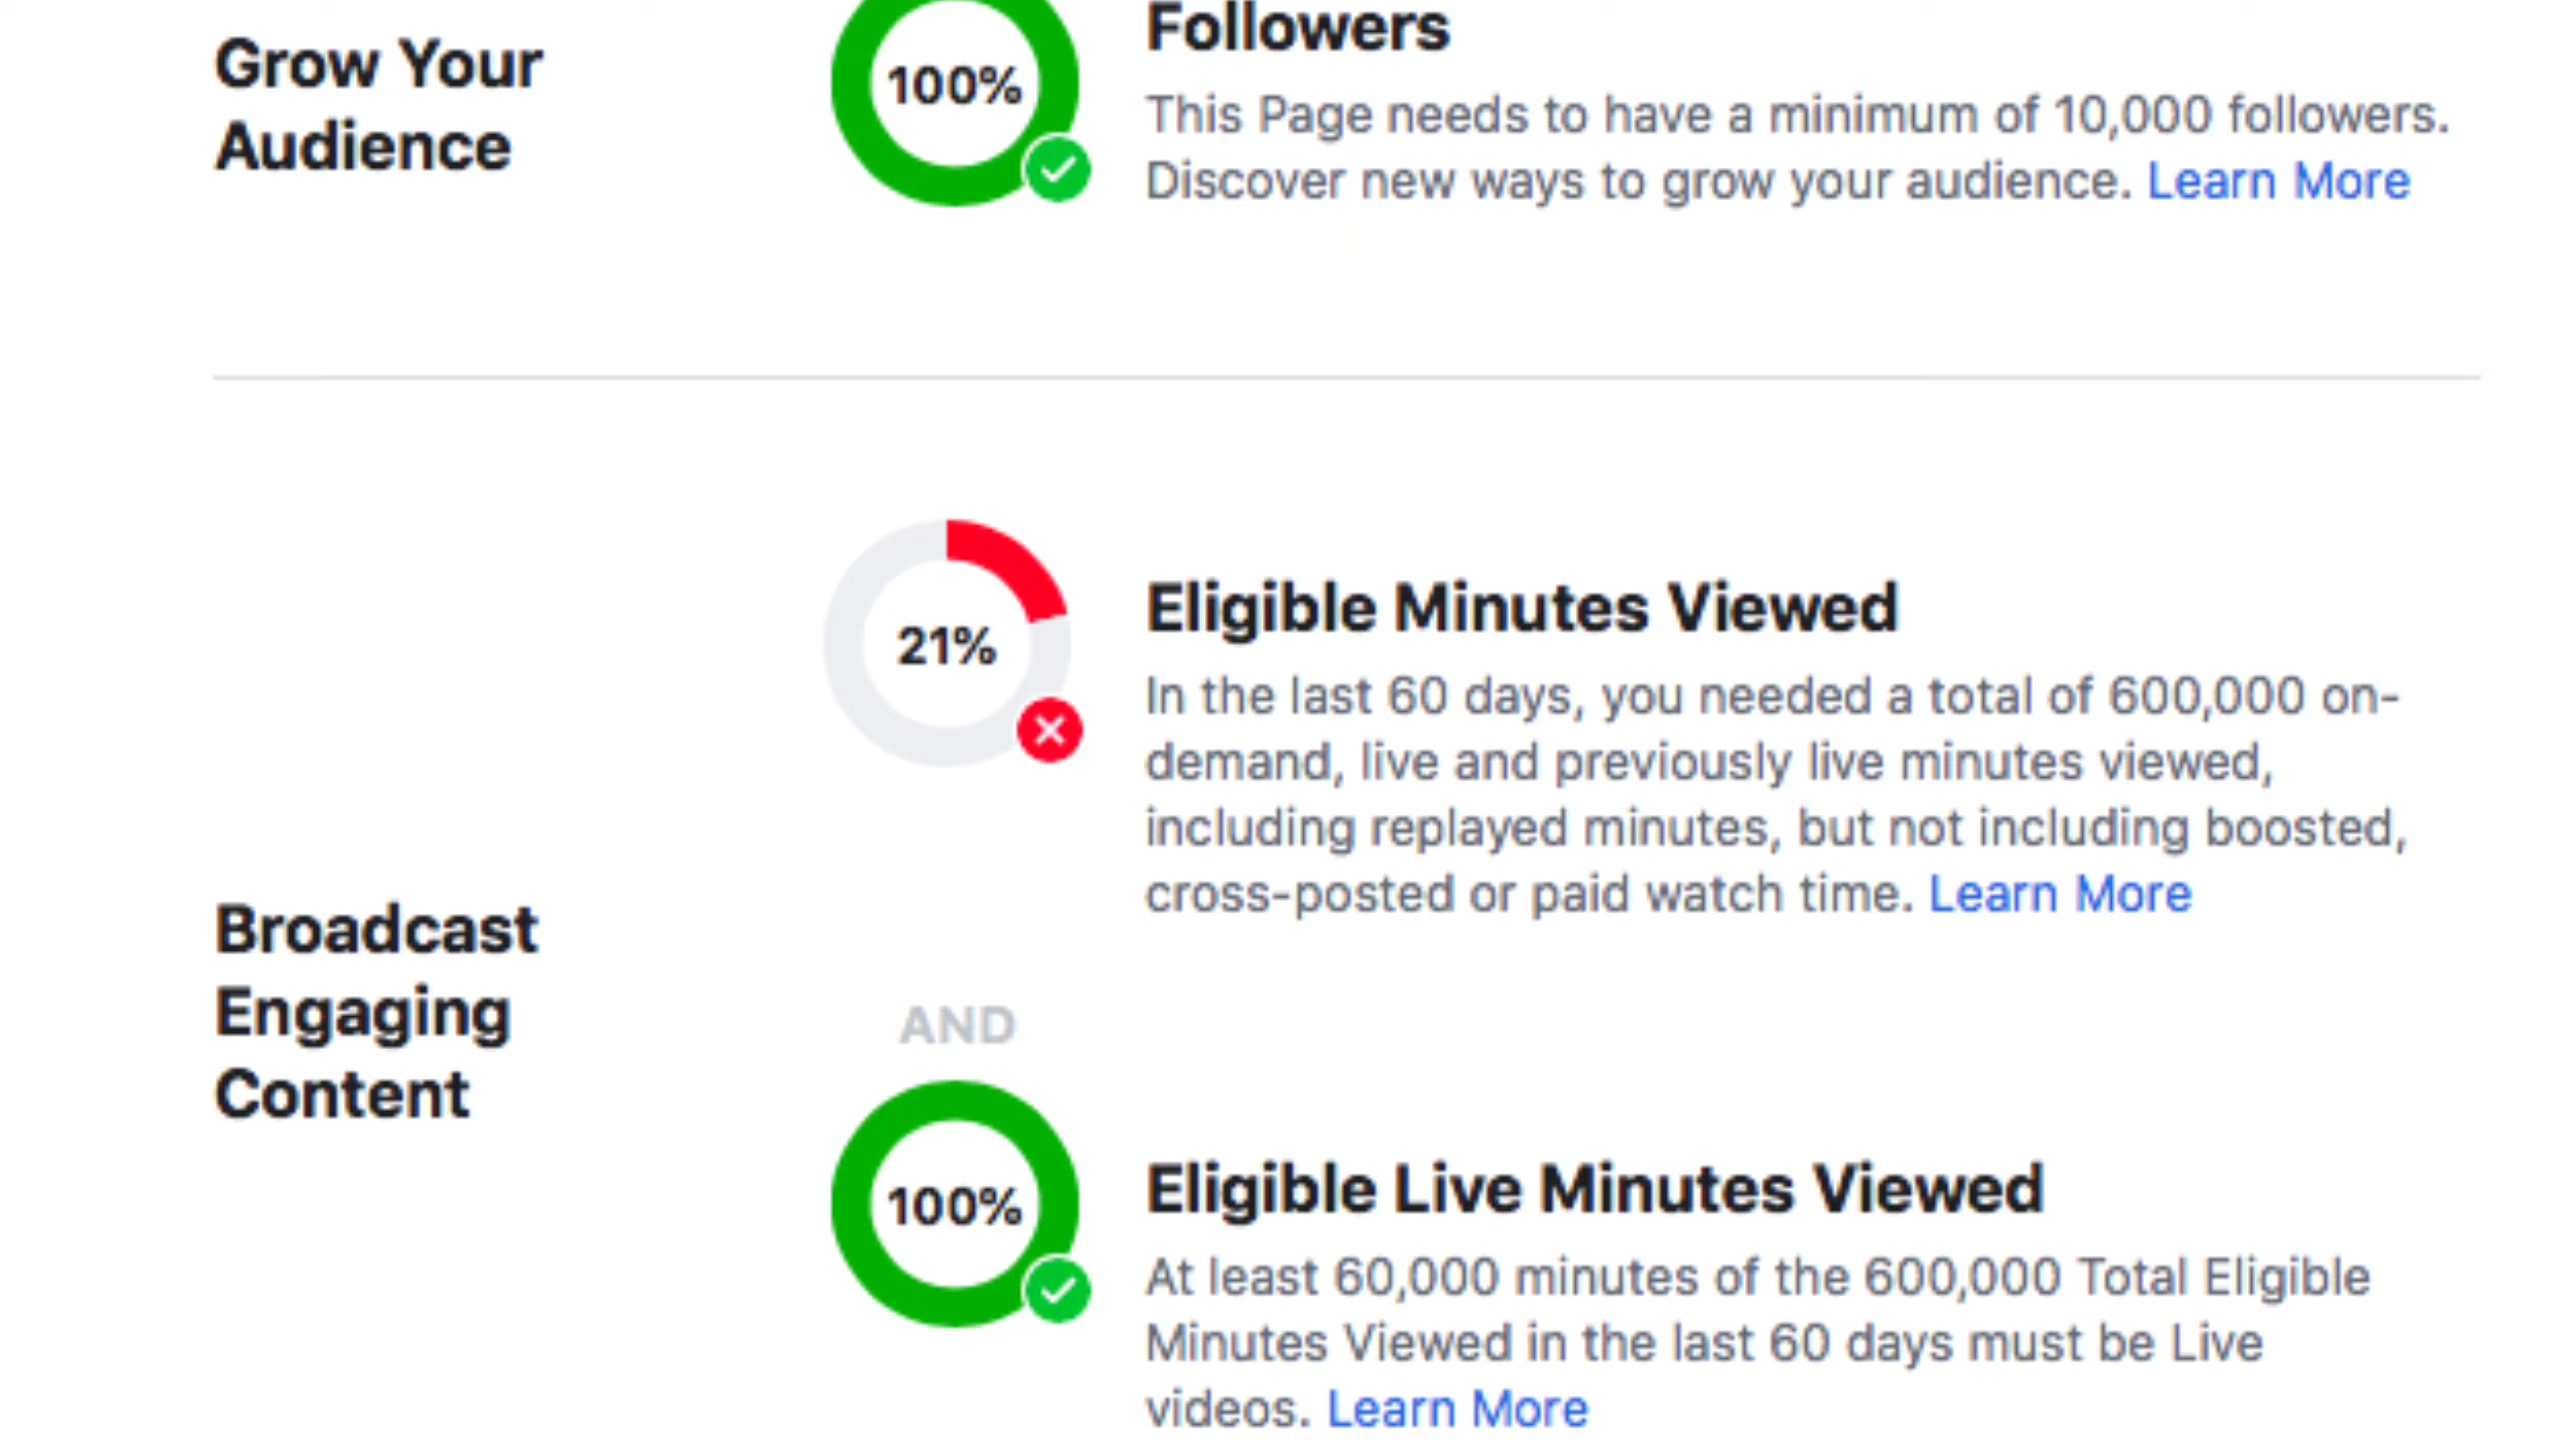 Grow Your
Audience
100%
Followers
This Page needs to have a minimum of 10,000 followers.
Discover new ways to grow your audience. Learn More
Broadcast
Engaging
Content
21%
Eligible Minutes Viewed
In the last 60 days, you needed a total of 600,000 on-
demand, live and previously live minutes viewed,
including replayed minutes, but not including boosted,
cross-posted or paid watch time. Learn More
AND
100%
Eligible Live Minutes Viewed
At least 60,000 minutes of the 600,000 Total Eligible
Minutes Viewed in the last 60 days must be Live
videos. Learn More